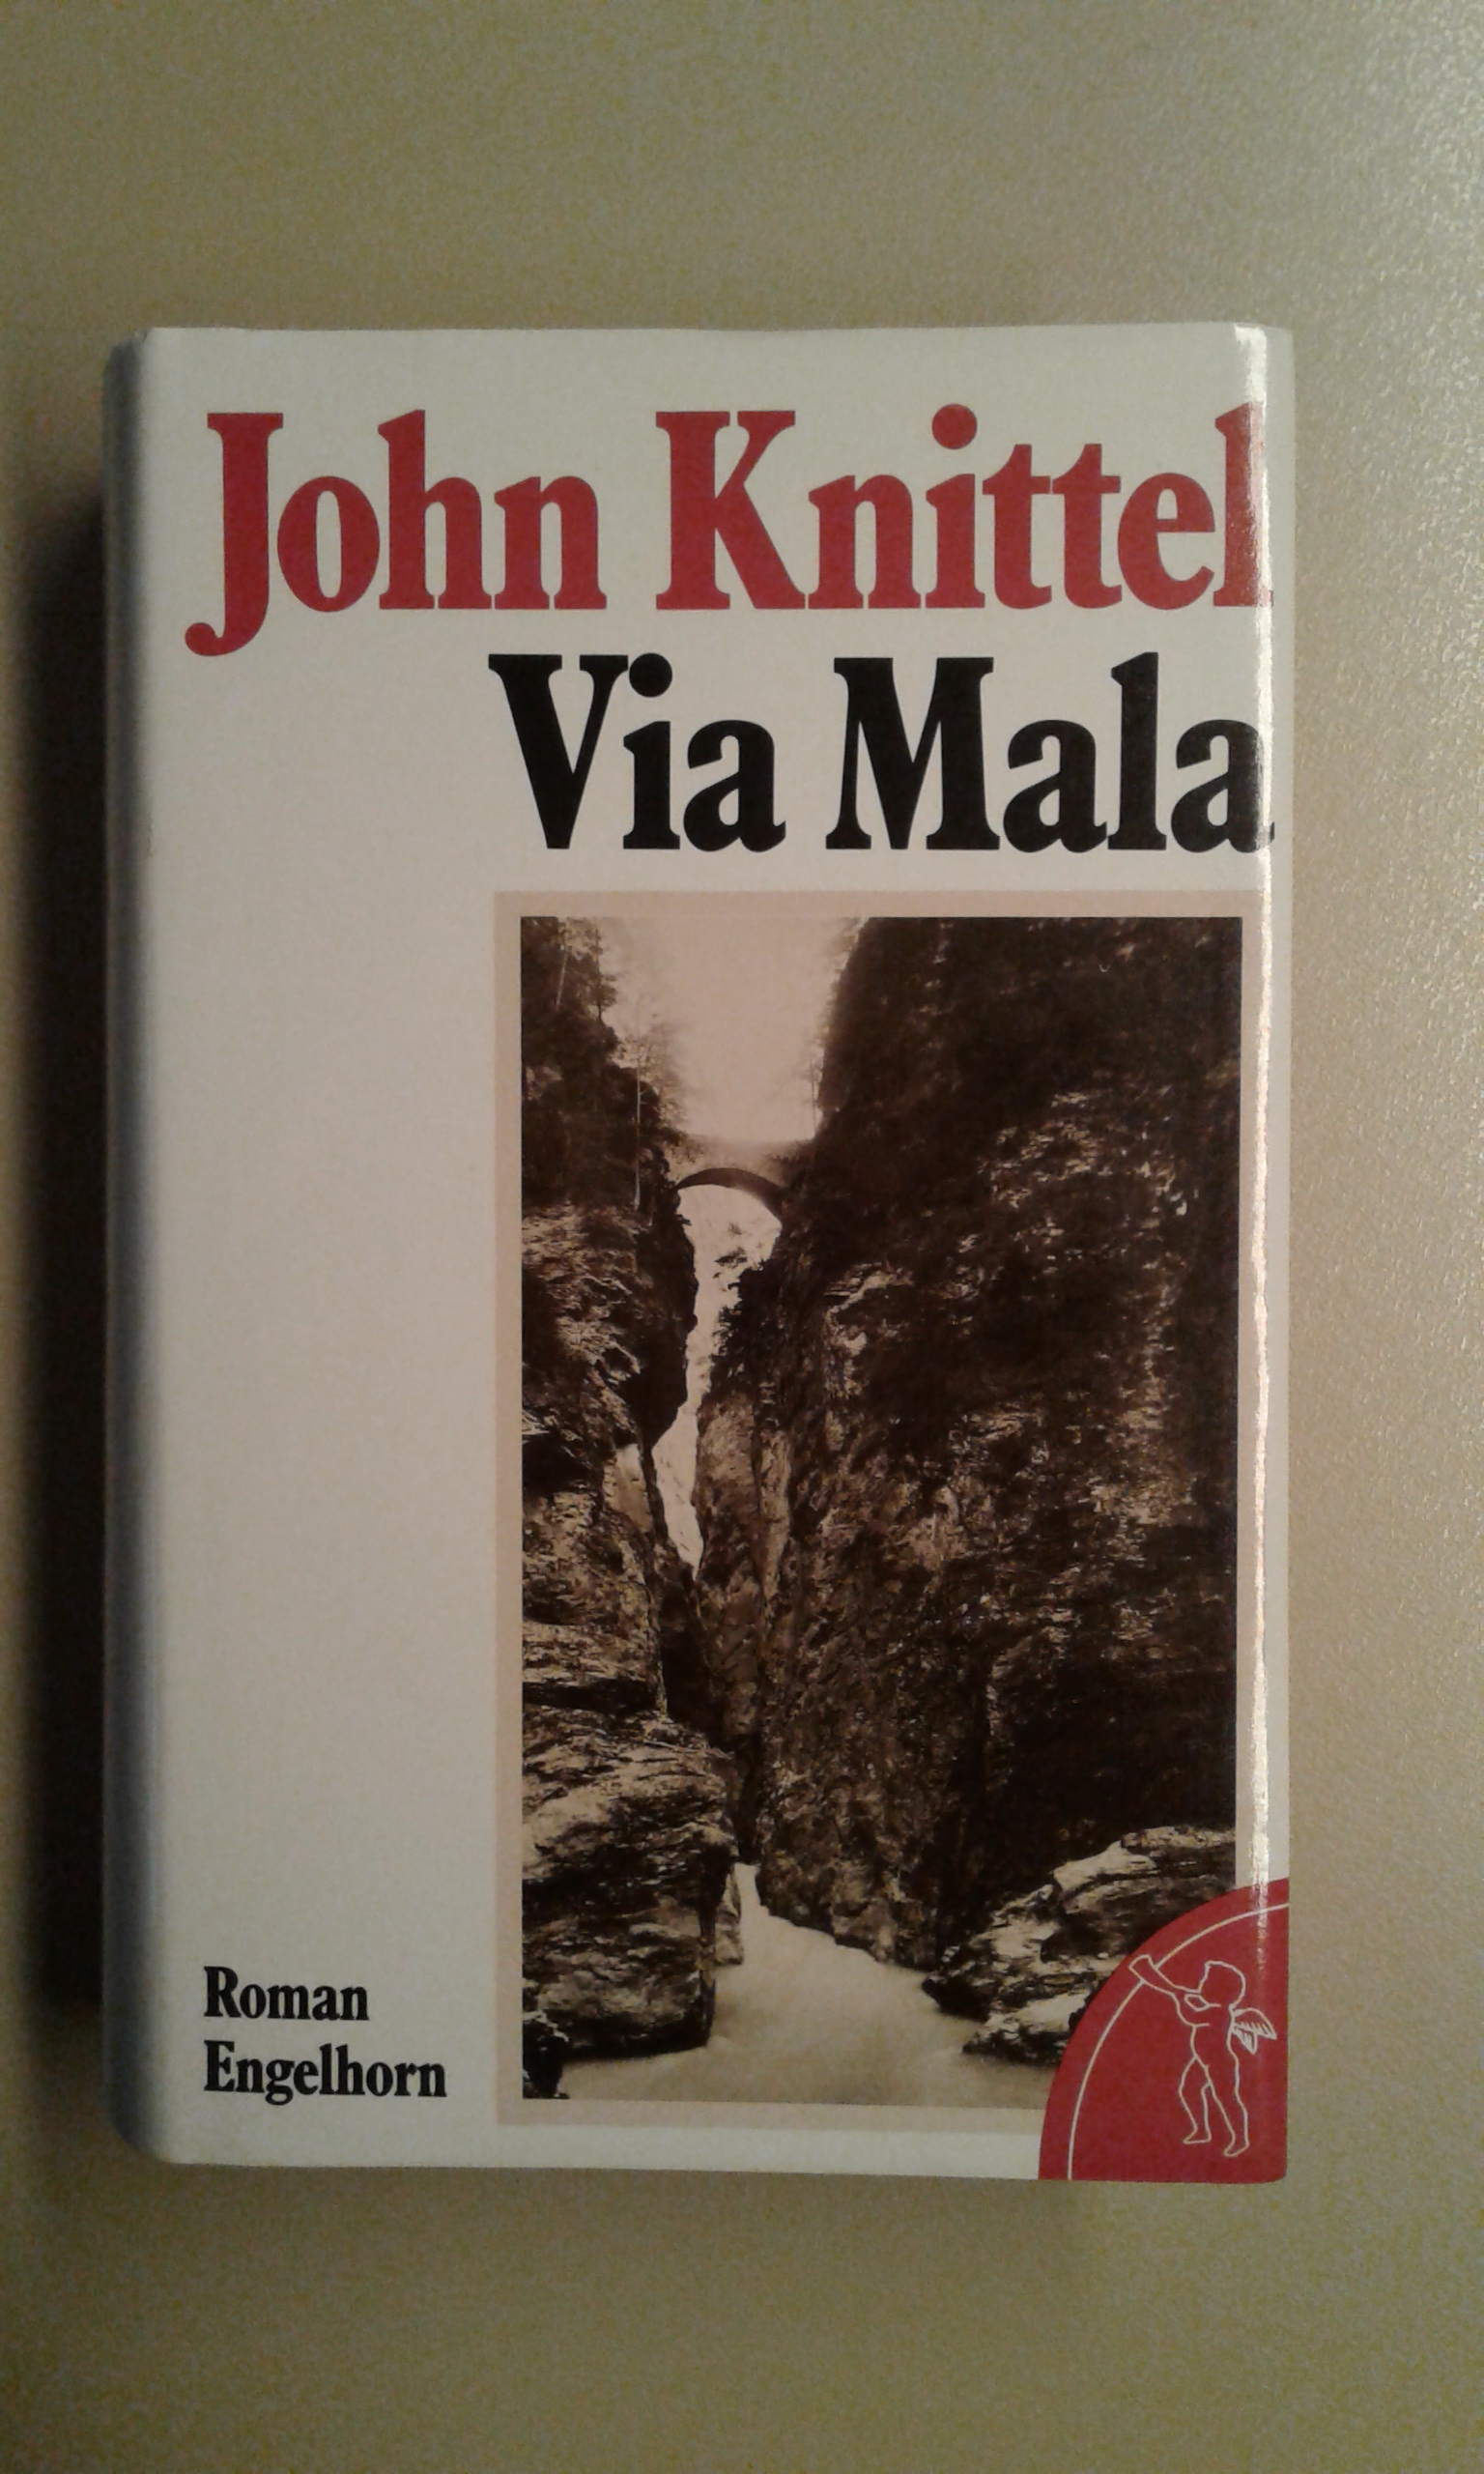 John Knittel
Via Mala
Roman
Engelhorn